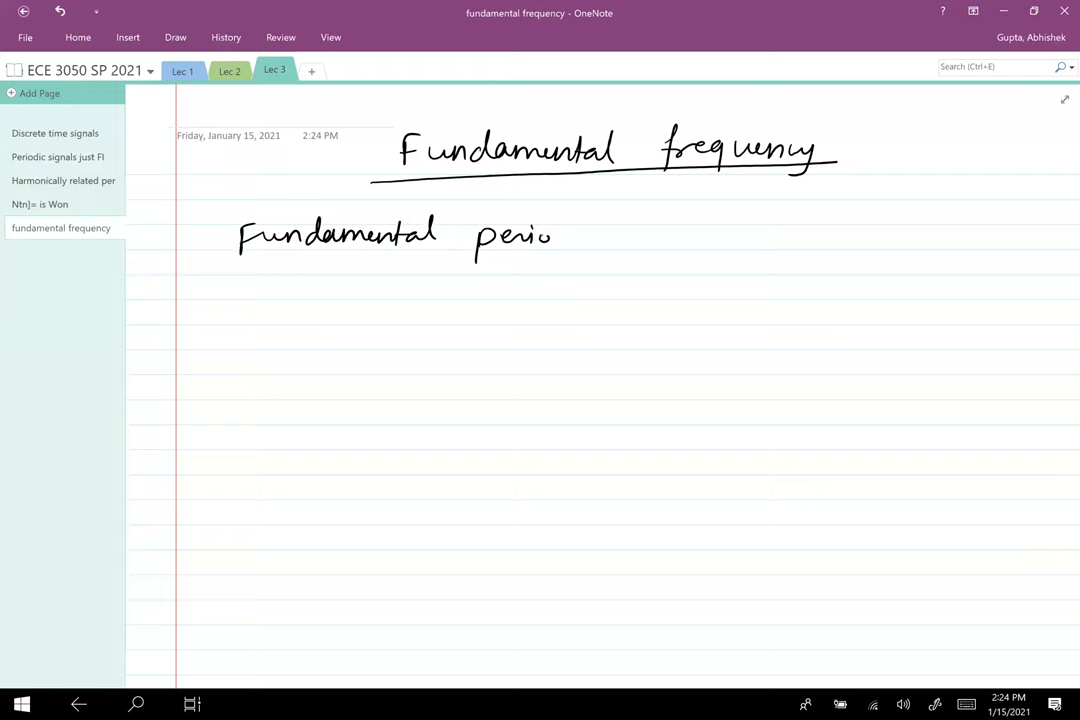 fundamental frequency - OneNote
Gupta, Abhishek
File Home Insert Draw History Review View
ECE 3050 SP 2021
Lec 1 Lec 2 Lec 3
Search (Ctrl+E)
Add Page
Discrete time signals
Periodic signals just FI
Harmonically related per
Ntn]= is Won
fundamental frequency
Friday, January 15, 2021 2:24 PM
Fundamental frequency
Fundamental perio
2:24 PM
1/15/2021